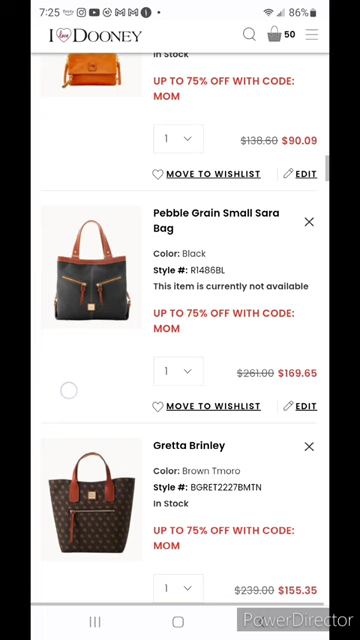 7:25
86%
I love DOONEY
50
In Stock
UP TO 75% OFF WITH CODE:
MOM
1
$138.60 $90.09
MOVE TO WISHLIST
EDIT
Pebble Grain Small Sara
Bag
Color: Black
Style #: R1486BL
This item is currently not available
UP TO 75% OFF WITH CODE:
MOM
1
$261.00 $169.65
MOVE TO WISHLIST
EDIT
Gretta Brinley
Color: Brown Tmoro
Style #: BGRET2227BMTN
In Stock
UP TO 75% OFF WITH CODE:
MOM
1
$239.00 $155.35
PowerDirector